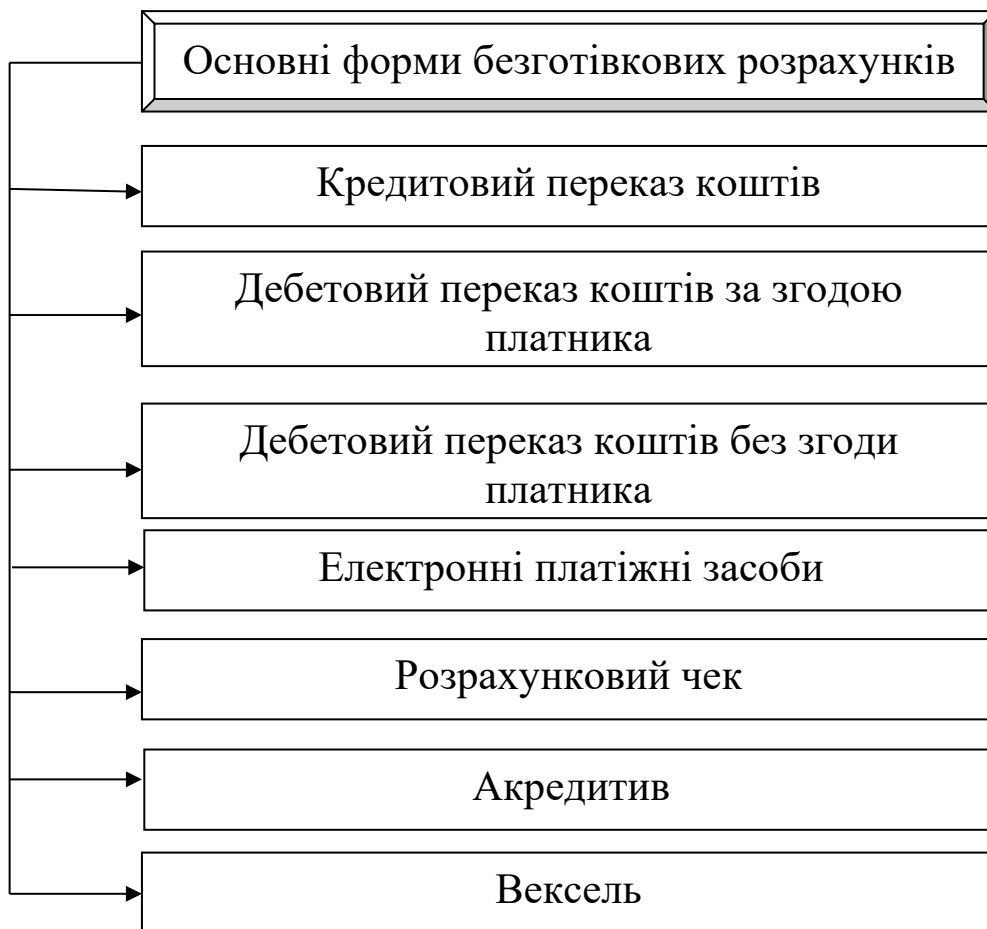 Основні форми безготівкових розрахунків
Кредитовий переказ коштів
Дебетовий переказ коштів за згодою
платника
Дебетовий переказ коштів без згоди
платника
Електронні платіжні засоби
Розрахунковий чек
Акредитив
Вексель